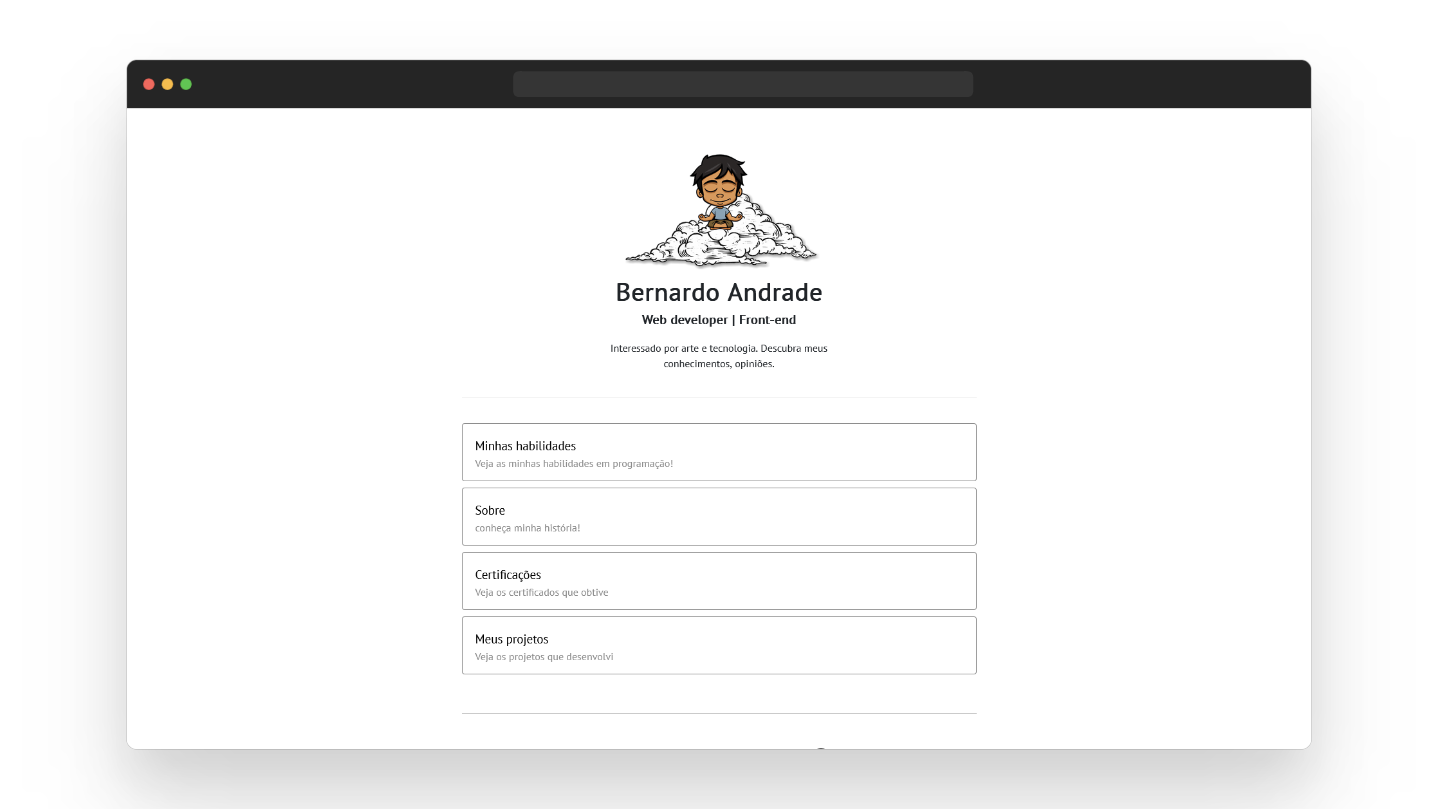 Bernardo Andrade
Web developer | Front-end
Interessado por arte e tecnologia. Descubra meus
conhecimentos, opiniões.
Minhas habilidades
Veja as minhas habilidades em programação!
Sobre
conheça minha história!
Certificações
Veja os certificados que obtive
Meus projetos
Veja os projetos que desenvolvi